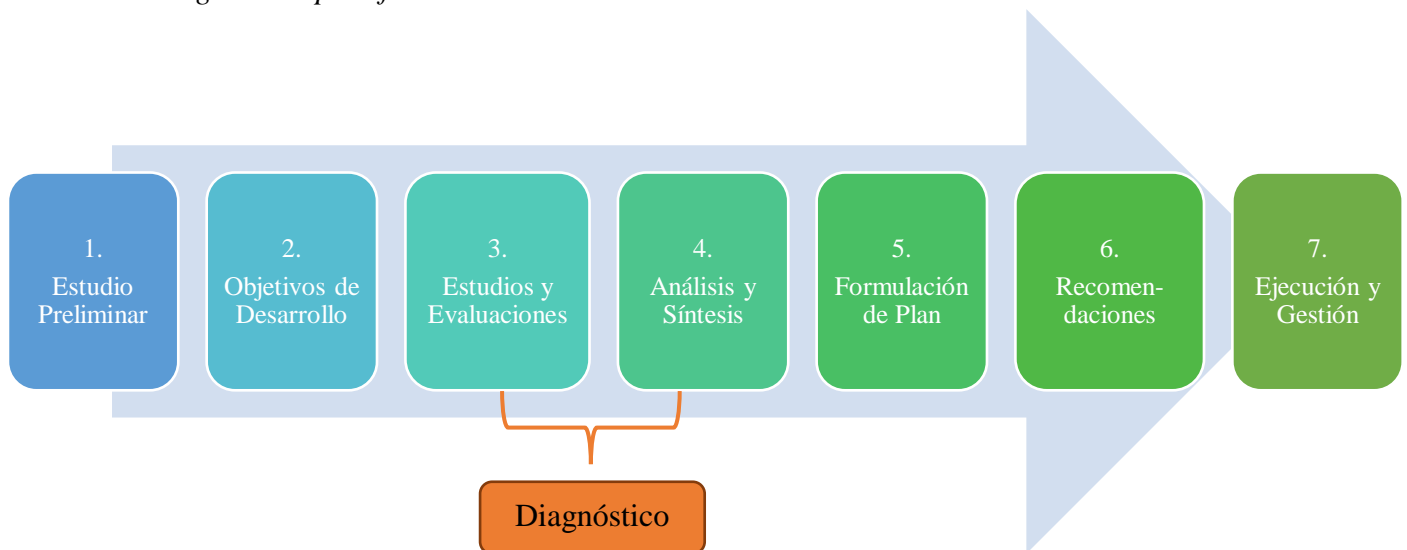 1.
Estudio
Preliminar
2.
Objetivos de
Desarrollo
3.
Estudios y
Evaluaciones
4.
Análisis y
Síntesis
5.
Formulación
de Plan
6.
Recomen-
daciones
7.
Ejecución y
Gestión
Diagnóstico